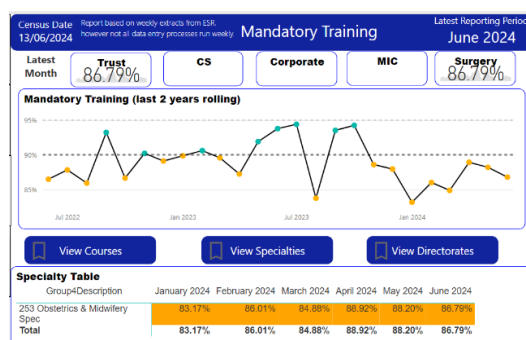 Census Date
13/06/2024
Report based on weekly extracts from ESR.
however not all data entry processes run weekly.
Mandatory Training
Latest Reporting Period
June 2024
Latest
Month
Trust
86.79%
CS
Corporate
MIC
Surgery
86.79%
Mandatory Training (last 2 years rolling)
95%
90%
85%
Jul 2022
Jan 2023
Jul 2023
Jan 2024
View Courses
View Specialties
View Directorates
Specialty Table
Group4Description January 2024 February 2024 March 2024 April 2024 May 2024 June 2024
253 Obstetrics & Midwifery 83.17% 86.01% 84.88% 88.92% 88.20% 86.79%
Spec
Total 83.17% 86.01% 84.88% 88.92% 88.20% 86.79%